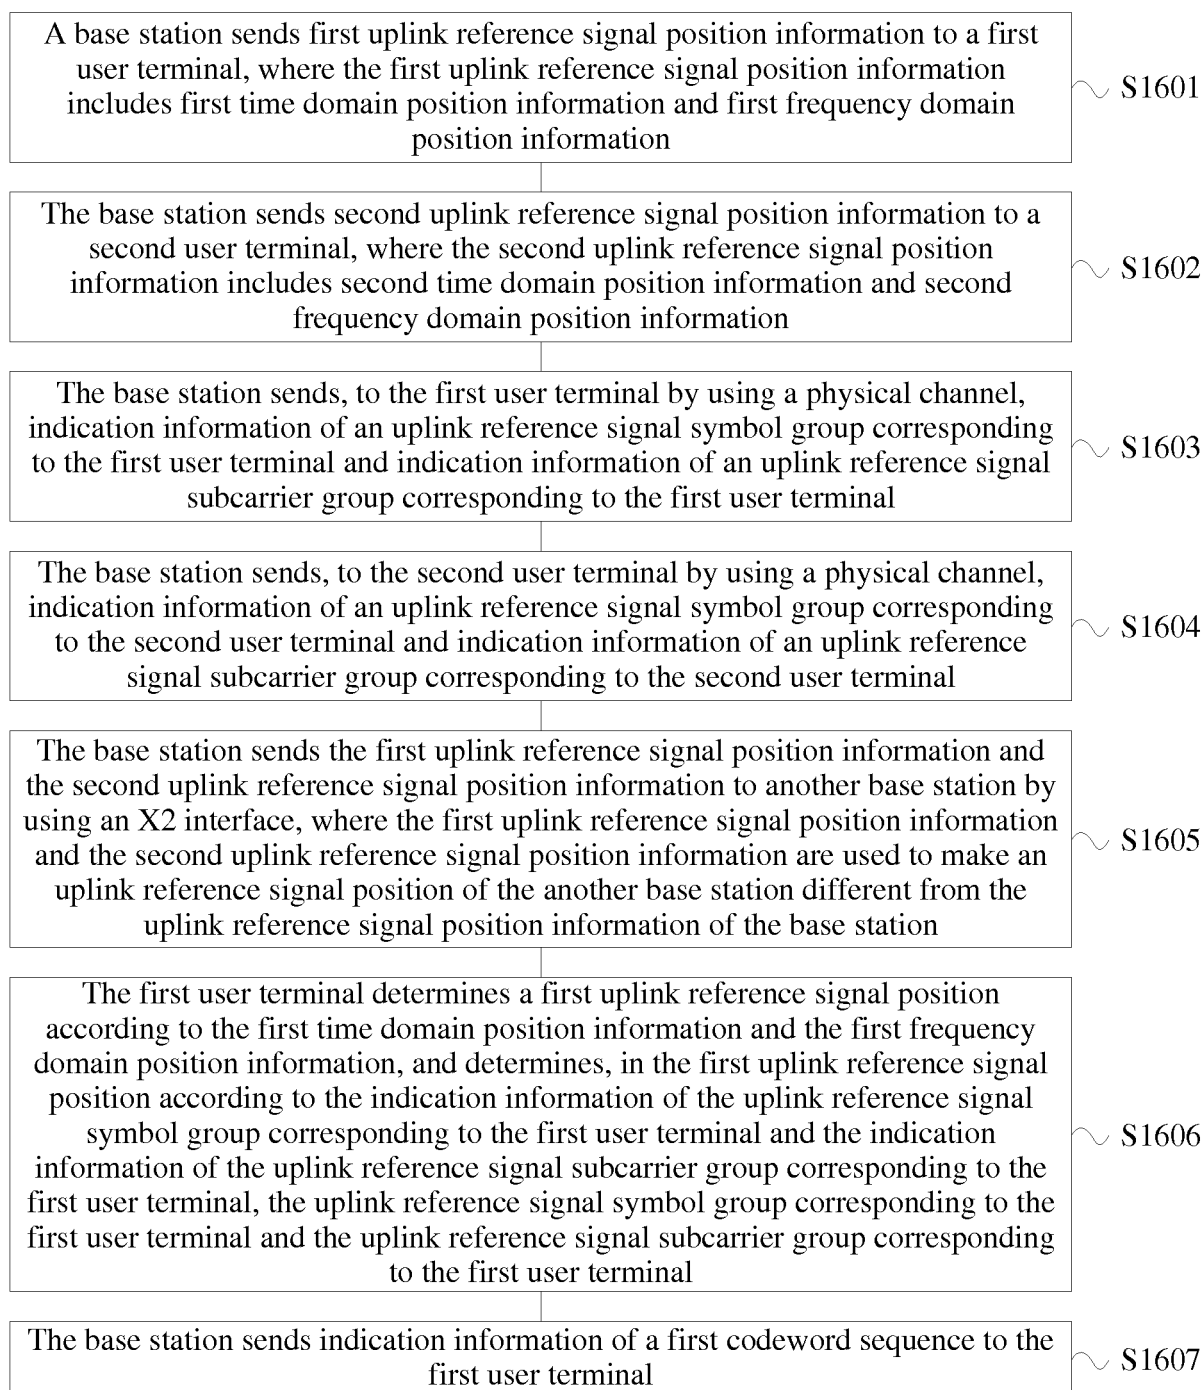 A base station sends first uplink reference signal position information to a first
user terminal, where the first uplink reference signal position information
includes first time domain position information and first frequency domain
position information
S1601
The base station sends second uplink reference signal position information to a
second user terminal, where the second uplink reference signal position
information includes second time domain position information and second
frequency domain position information
S1602
The base station sends, to the first user terminal by using a physical channel,
indication information of an uplink reference signal symbol group corresponding
to the first user terminal and indication information of an uplink reference signal
subcarrier group corresponding to the first user terminal
S1603
The base station sends, to the second user terminal by using a physical channel,
indication information of an uplink reference signal symbol group corresponding
to the second user terminal and indication information of an uplink reference
signal subcarrier group corresponding to the second user terminal
S1604
The base station sends the first uplink reference signal position information and
the second uplink reference signal position information to another base station by
using an X2 interface, where the first uplink reference signal position information
and the second uplink reference signal position information are used to make an
uplink reference signal position of the another base station different from the
uplink reference signal position information of the base station
S1605
The first user terminal determines a first uplink reference signal position
according to the first time domain position information and the first frequency
domain position information, and determines, in the first uplink reference signal
position according to the indication information of the uplink reference signal
symbol group corresponding to the first user terminal and the indication
information of the uplink reference signal subcarrier group corresponding to the
first user terminal, the uplink reference signal symbol group corresponding to the
first user terminal and the uplink reference signal subcarrier group corresponding
to the first user terminal
S1606
The base station sends indication information of a first codeword sequence to the
first user terminal
S1607